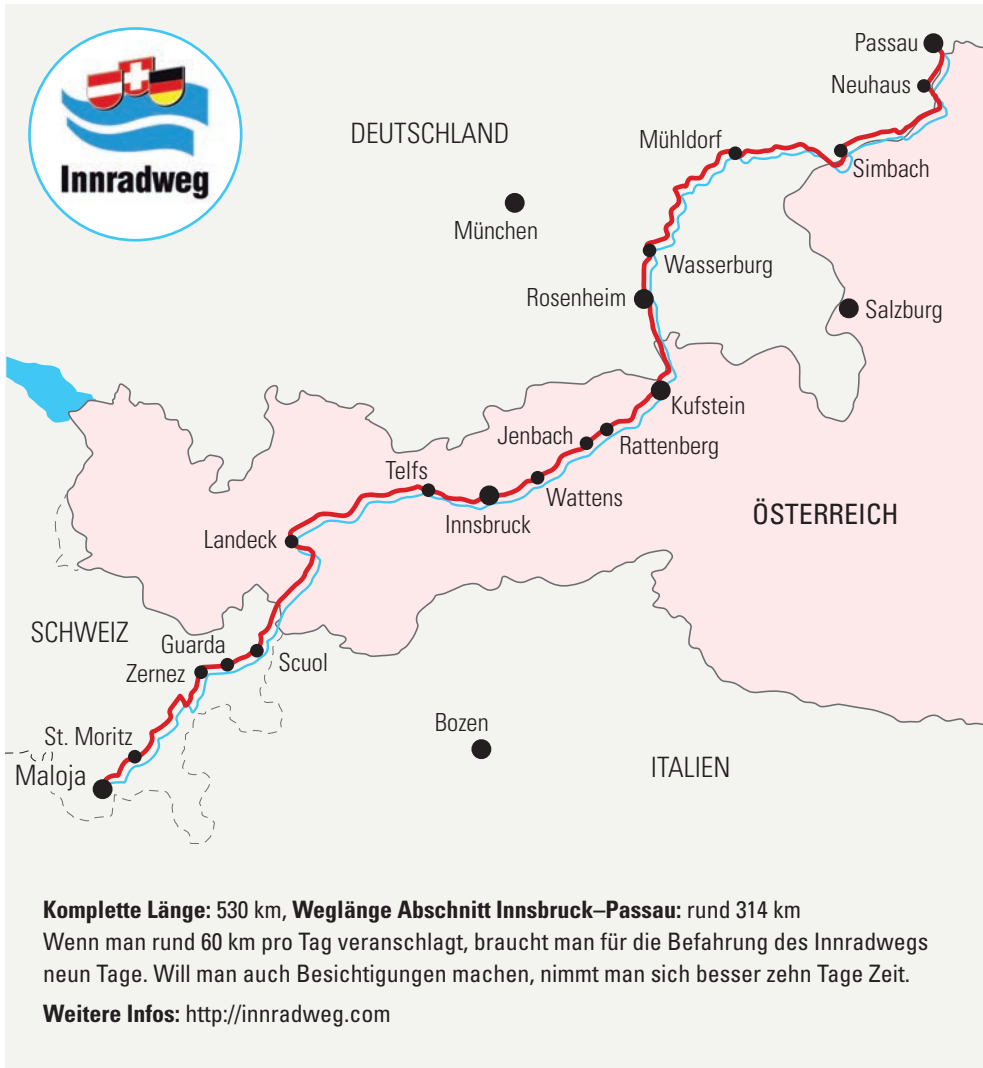 Innradweg
Passau
Neuhaus
DEUTSCHLAND
Mühldorf
Simbach
München
Wasserburg
Rosenheim
Salzburg
Kufstein
Jenbach
Rattenberg
Telfs
Wattens
Innsbruck
ÖSTERREICH
Landeck
SCHWEIZ
Guarda
Scuol
Zernez
Bozen
St. Moritz
ITALIEN
Maloja
Komplette Länge: 530 km, Weglänge Abschnitt Innsbruck–Passau: rund 314 km
Wenn man rund 60 km pro Tag veranschlagt, braucht man für die Befahrung des Innradwegs
neun Tage. Will man auch Besichtigungen machen, nimmt man sich besser zehn Tage Zeit.
Weitere Infos: http://innradweg.com